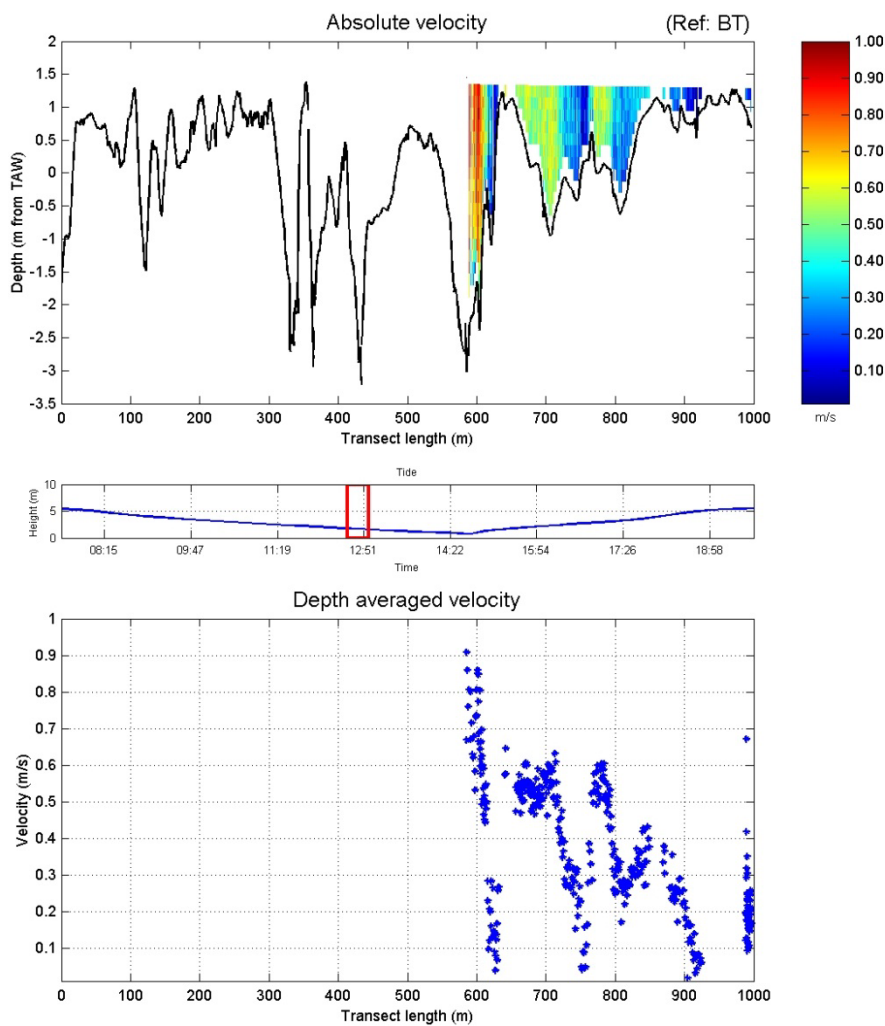 Absolute velocity (Ref: BT)
2
1.5
1
0.5
0
-0.5
-1
-1.5
-2
-2.5
-3
-3.5
Depth (m from TAW)
0 100 200 300 400 500 600 700 800 900 1000
Transect length (m)
1.00
0.90
0.80
0.70
0.60
0.50
0.40
0.30
0.20
0.10
m/s
Tide
10
5
0
Height (m)
08:15 09:47 11:19 12:51 14:22 15:54 17:26 18:58
Time
Depth averaged velocity
1
0.9
0.8
0.7
0.6
0.5
0.4
0.3
0.2
0.1
Velocity (m/s)
0 100 200 300 400 500 600 700 800 900 1000
Transect length (m)